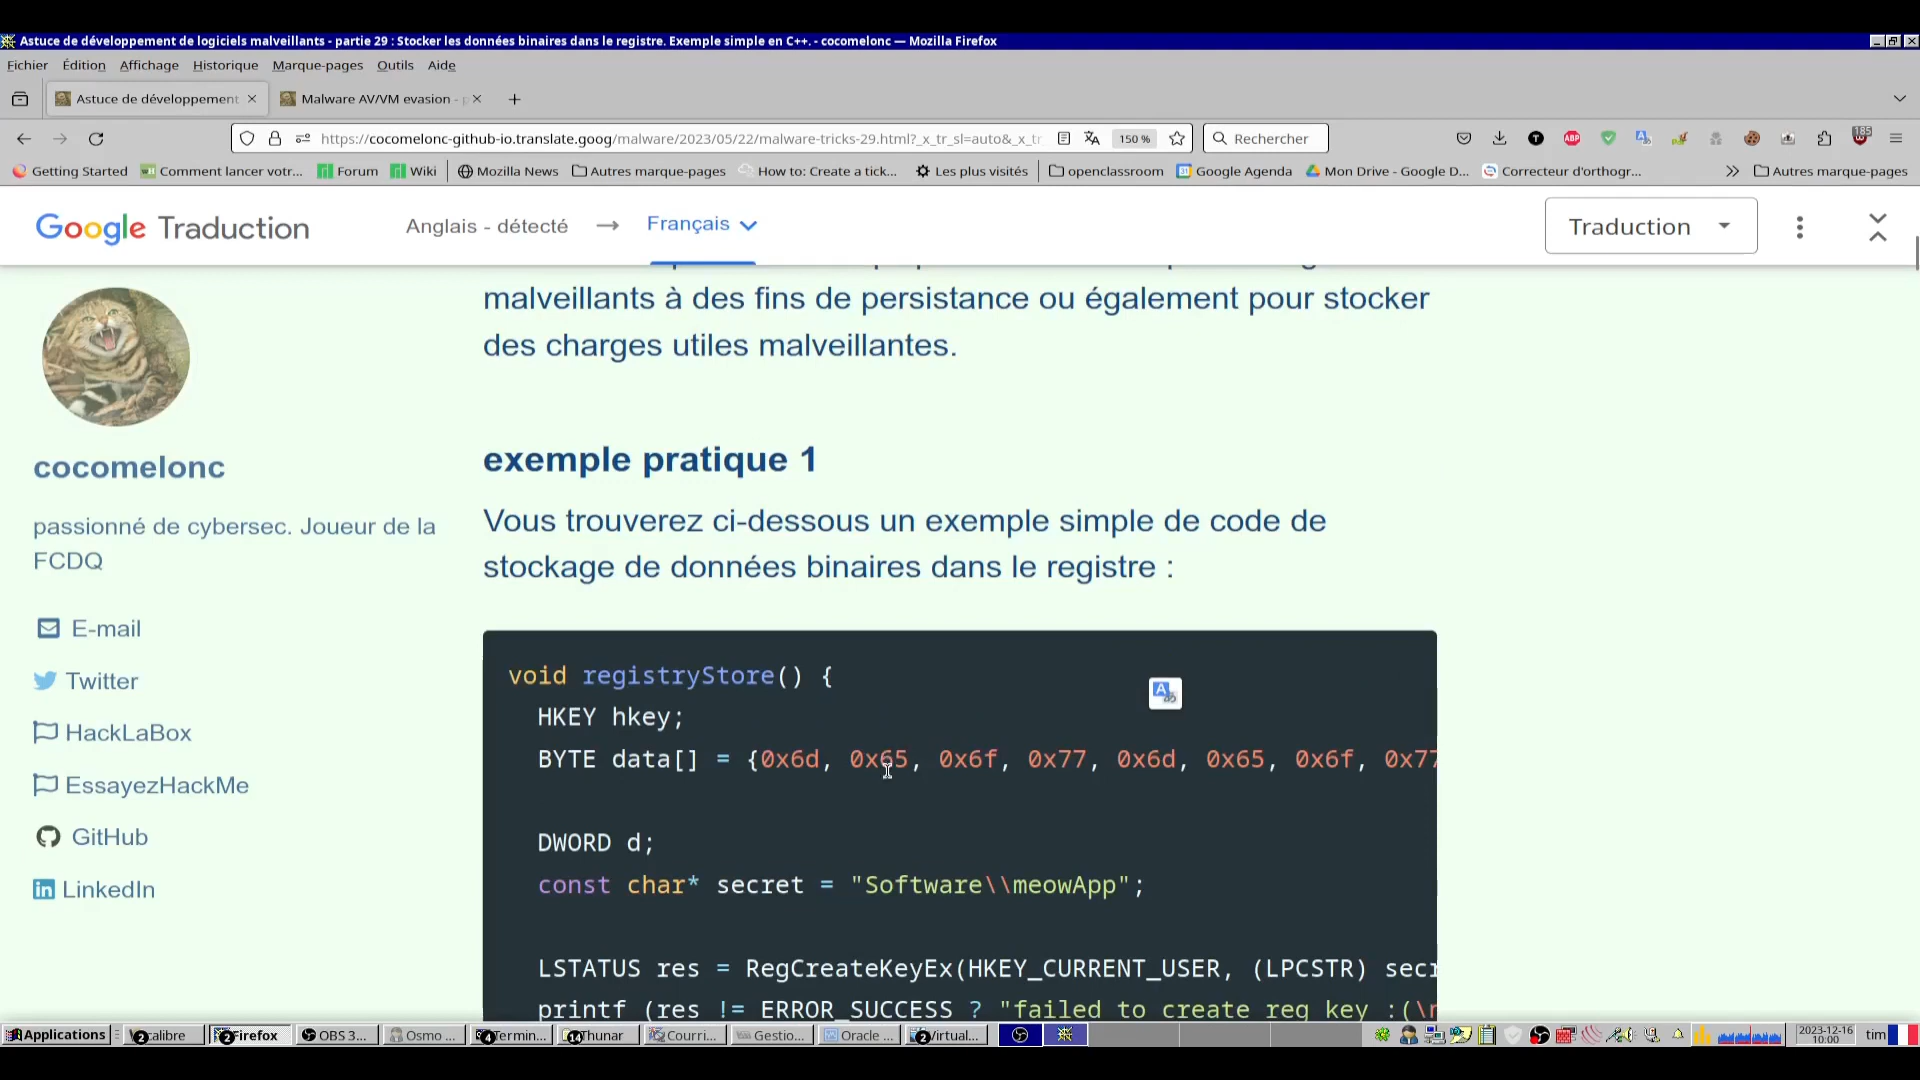 Astuce de développement de logiciels malveillants - partie 29 : Stocker les données binaires dans le registre. Exemple simple en C++. - cocomelonc — Mozilla Firefox
Fichier Édition Affichage Historique Marque-pages Outils Aide
Astuce de développement Malware AV/VM evasion -
https://cocomelonc-github-io.translate.goog/malware/2023/05/22/malware-tricks-29.html?_x_tr_sl=auto&_x_tr 150 % Rechercher 185
Getting Started Comment lancer votr... Forum Wiki Mozilla News Autres marque-pages How to: Create a tick... Les plus visités openclassroom Google Agenda Mon Drive - Google D... Correcteur d'orthogr... Autres marque-pages
Google Traduction Anglais - détecté → Français Traduction
malveillants à des fins de persistance ou également pour stocker
des charges utiles malveillantes.
exemple pratique 1
Vous trouverez ci-dessous un exemple simple de code de
stockage de données binaires dans le registre :
cocomelonc
passionné de cybersec. Joueur de la
FCDQ
E-mail
Twitter
HackLaBox
EssayezHackMe
GitHub
LinkedIn
void registryStore() {
HKEY hkey;
BYTE data[] = {0x6d, 0x65, 0x6f, 0x77, 0x6d, 0x65, 0x6f, 0x77
DWORD d;
const char* secret = "Software\\meowApp";
LSTATUS res = RegCreateKeyEx(HKEY_CURRENT_USER, (LPCSTR) secr
printf (res != ERROR_SUCCESS ? "failed to create reg key :(\n
Applications calibre Firefox OBS 3... Osmo ... Termin... Thunar Courri... Gestio... Oracle ... Virtual... 2023-12-16 tim
10:00